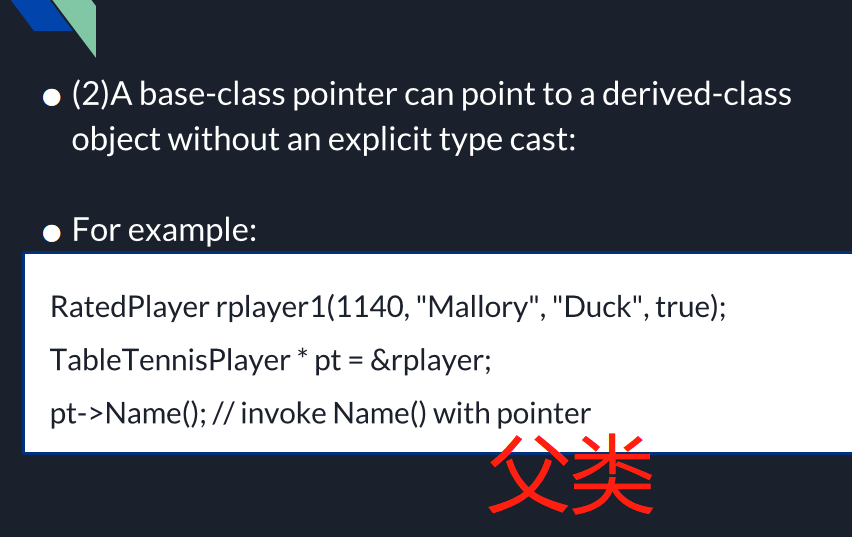 (2)A base-class pointer can point to a derived-class
object without an explicit type cast:
For example:
RatedPlayer rplayer1(1140, "Mallory", "Duck", true);
TableTennisPlayer * pt = &rplayer;
pt->Name(); // invoke Name() with pointer
父类